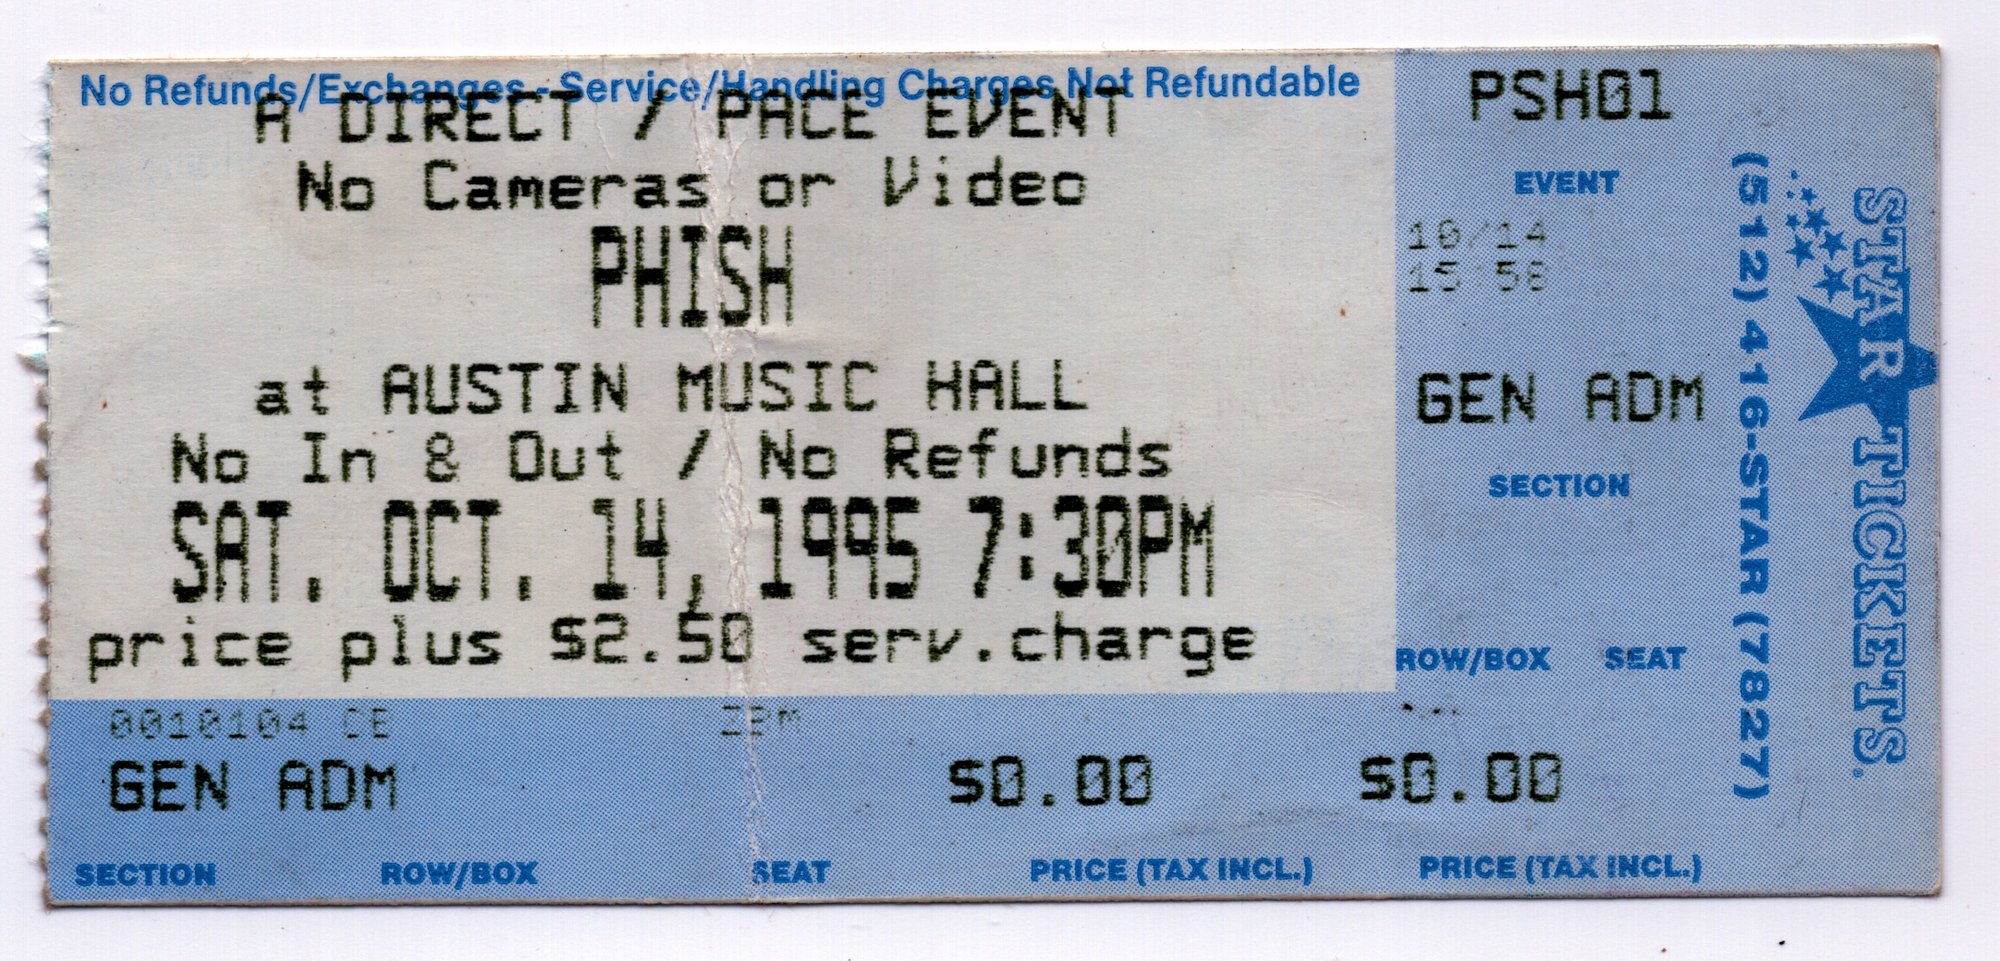 No Refunds/Exchanges - Service/Handling Charges Not Refundable
A DIRECT / PACE EVENT
No Cameras or Video
PHISH
at AUSTIN MUSIC HALL
No In & Out / No Refunds
SAT. OCT. 14, 1995 7:30PM
price plus $2.50 serv.charge
0010104 CE
GEN ADM $0.00 $0.00
SECTION ROW/BOX SEAT PRICE (TAX INCL.) PRICE (TAX INCL.)
PSH01
EVENT
10/14
15 58
GEN ADM
SECTION
ROW/BOX SEAT
(512) 416-STAR (7827)
STAR TICKETS.